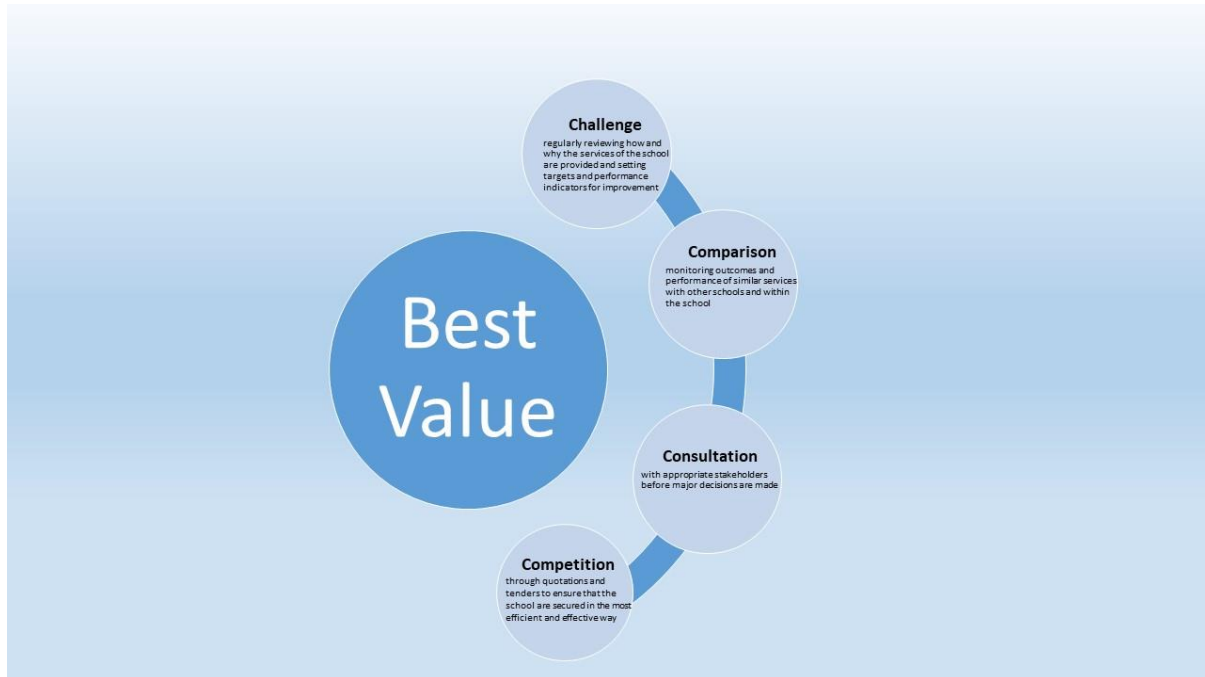 Challenge
regularly reviewing how and
why the services of the school
are provided and setting
targets and performance
indicators for improvement
Comparison
monitoring outcomes and
performance of similar services
with other schools and within
the school
Best
Value
Consultation
with appropriate stakeholders
before major decisions are made
Competition
through quotations and
tenders to ensure that the
school are secured in the most
efficient and effective way